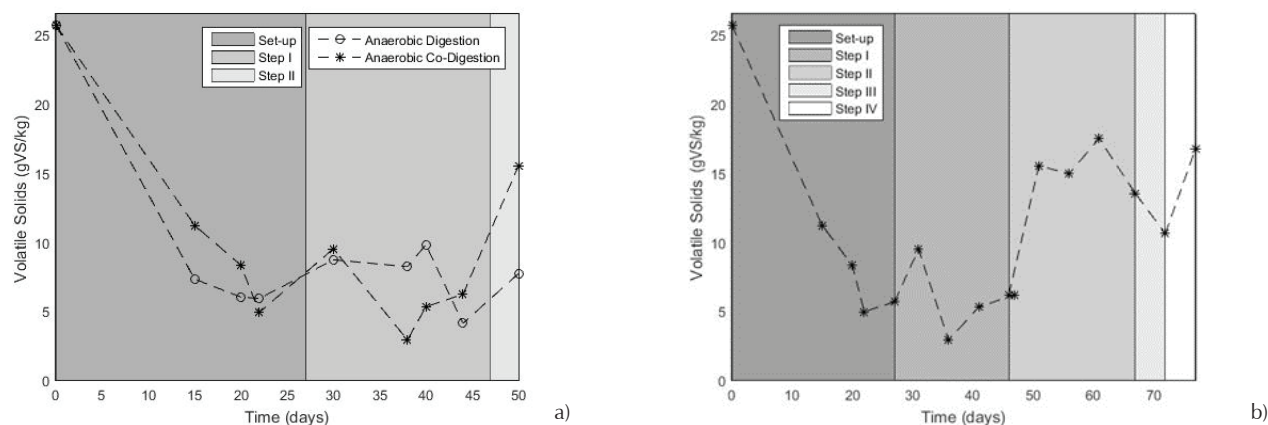 25
20
15
10
5
0
Volatile Solids (gVS/kg)
Set-up
Step I
Step II
Anaerobic Digestion
Anaerobic Co-Digestion
0 5 10 15 20 25 30 35 40 45 50
Time (days)
a)
25
20
15
10
5
0
Volatile Solids (gVS/kg)
Set-up
Step I
Step II
Step III
Step IV
0 10 20 30 40 50 60 70
Time (days)
b)